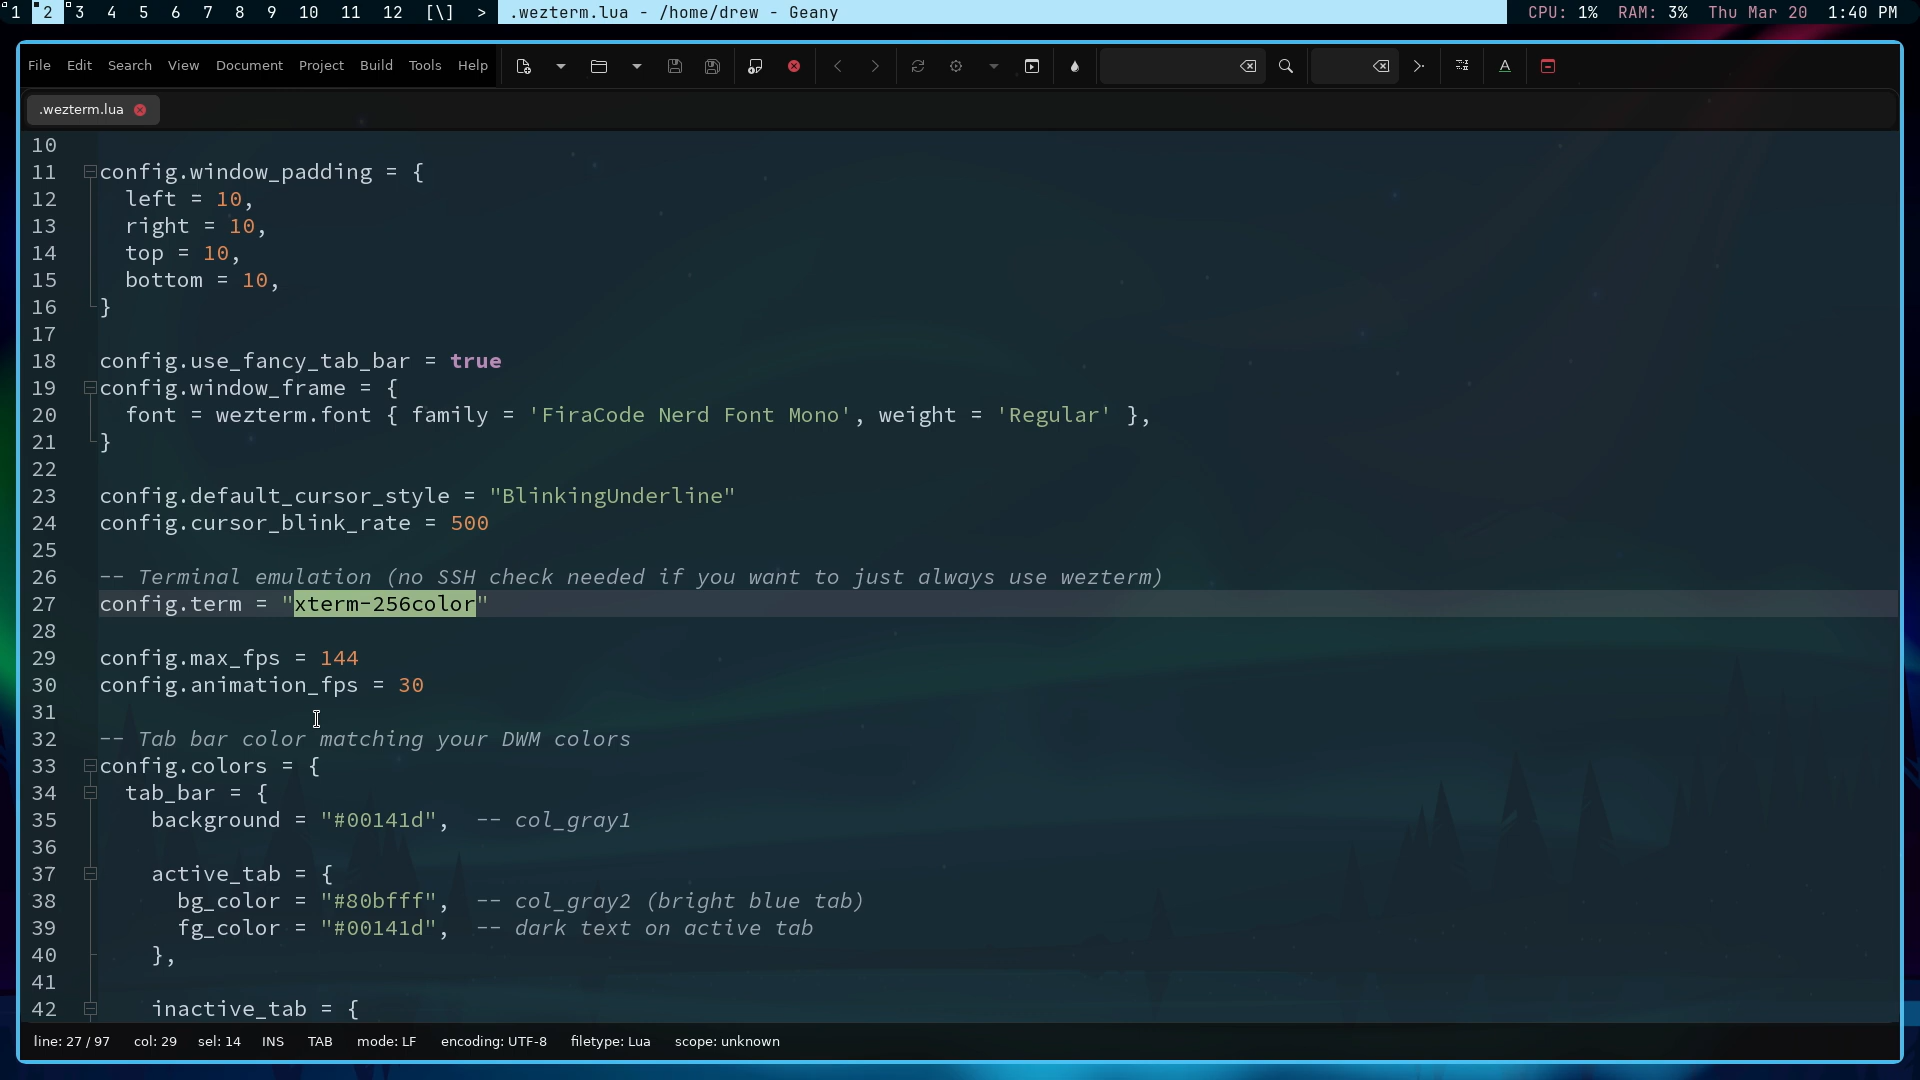 1 2 3 4 5 6 7 8 9 10 11 12 [\] > .wezterm.lua - /home/drew - Geany CPU: 1% RAM: 3% Thu Mar 20 1:40 PM
File Edit Search View Document Project Build Tools Help
.wezterm.lua
10
11 config.window_padding = {
12   left = 10,
13   right = 10,
14   top = 10,
15   bottom = 10,
16 }
17
18 config.use_fancy_tab_bar = true
19 config.window_frame = {
20   font = wezterm.font { family = 'FiraCode Nerd Font Mono', weight = 'Regular' },
21 }
22
23 config.default_cursor_style = "BlinkingUnderline"
24 config.cursor_blink_rate = 500
25
26 -- Terminal emulation (no SSH check needed if you want to just always use wezterm)
27 config.term = "xterm-256color"
28
29 config.max_fps = 144
30 config.animation_fps = 30
31
32 -- Tab bar color matching your DWM colors
33 config.colors = {
34   tab_bar = {
35     background = "#00141d",  -- col_gray1
36
37     active_tab = {
38       bg_color = "#80bfff",  -- col_gray2 (bright blue tab)
39       fg_color = "#00141d",  -- dark text on active tab
40     },
41
42     inactive_tab = {
line: 27 / 97 col: 29 sel: 14 INS TAB mode: LF encoding: UTF-8 filetype: Lua scope: unknown